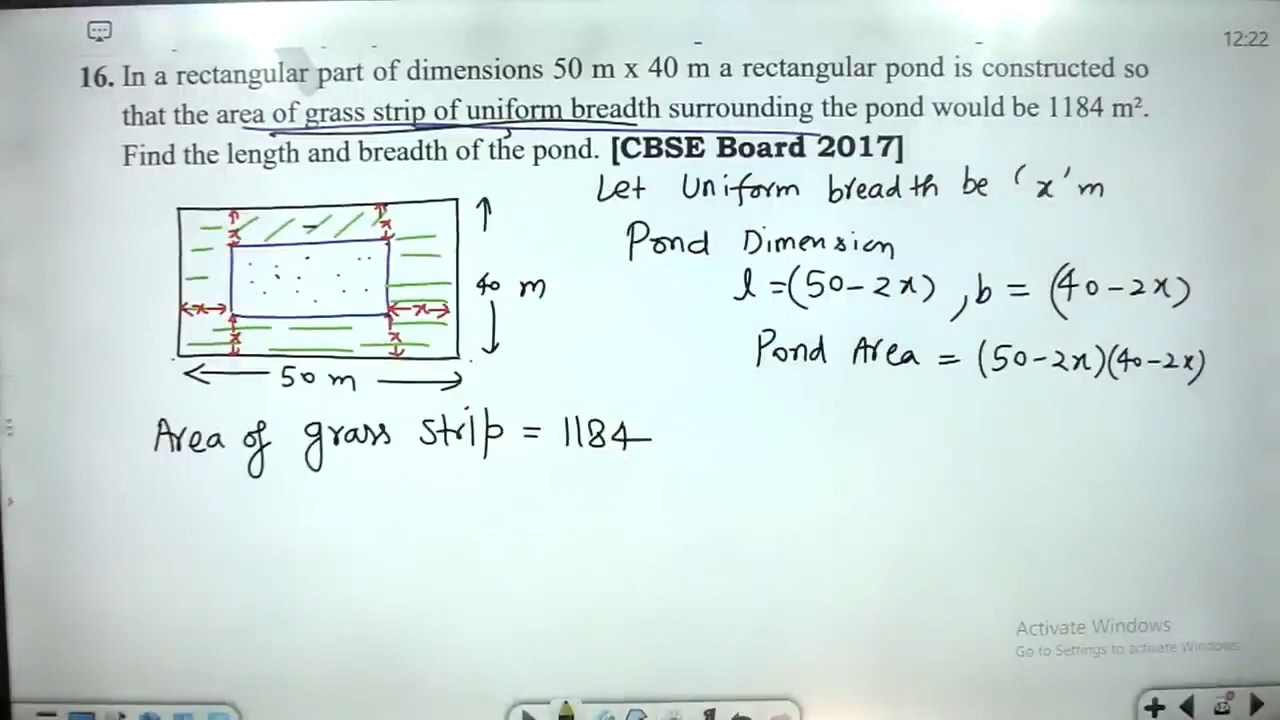 12:22
16. In a rectangular part of dimensions 50 m x 40 m a rectangular pond is constructed so
that the area of grass strip of uniform breadth surrounding the pond would be 1184 m².
Find the length and breadth of the pond. [CBSE Board 2017]
Let Uniform breadth be 'x' m
Pond Dimension
l = (50-2x), b = (40-2x)
Pond Area = (50-2x)(40-2x)
x x
x x
x x
40 m
50 m
Area of grass strip = 1184
Activate Windows
Go to Settings to activate Windows.